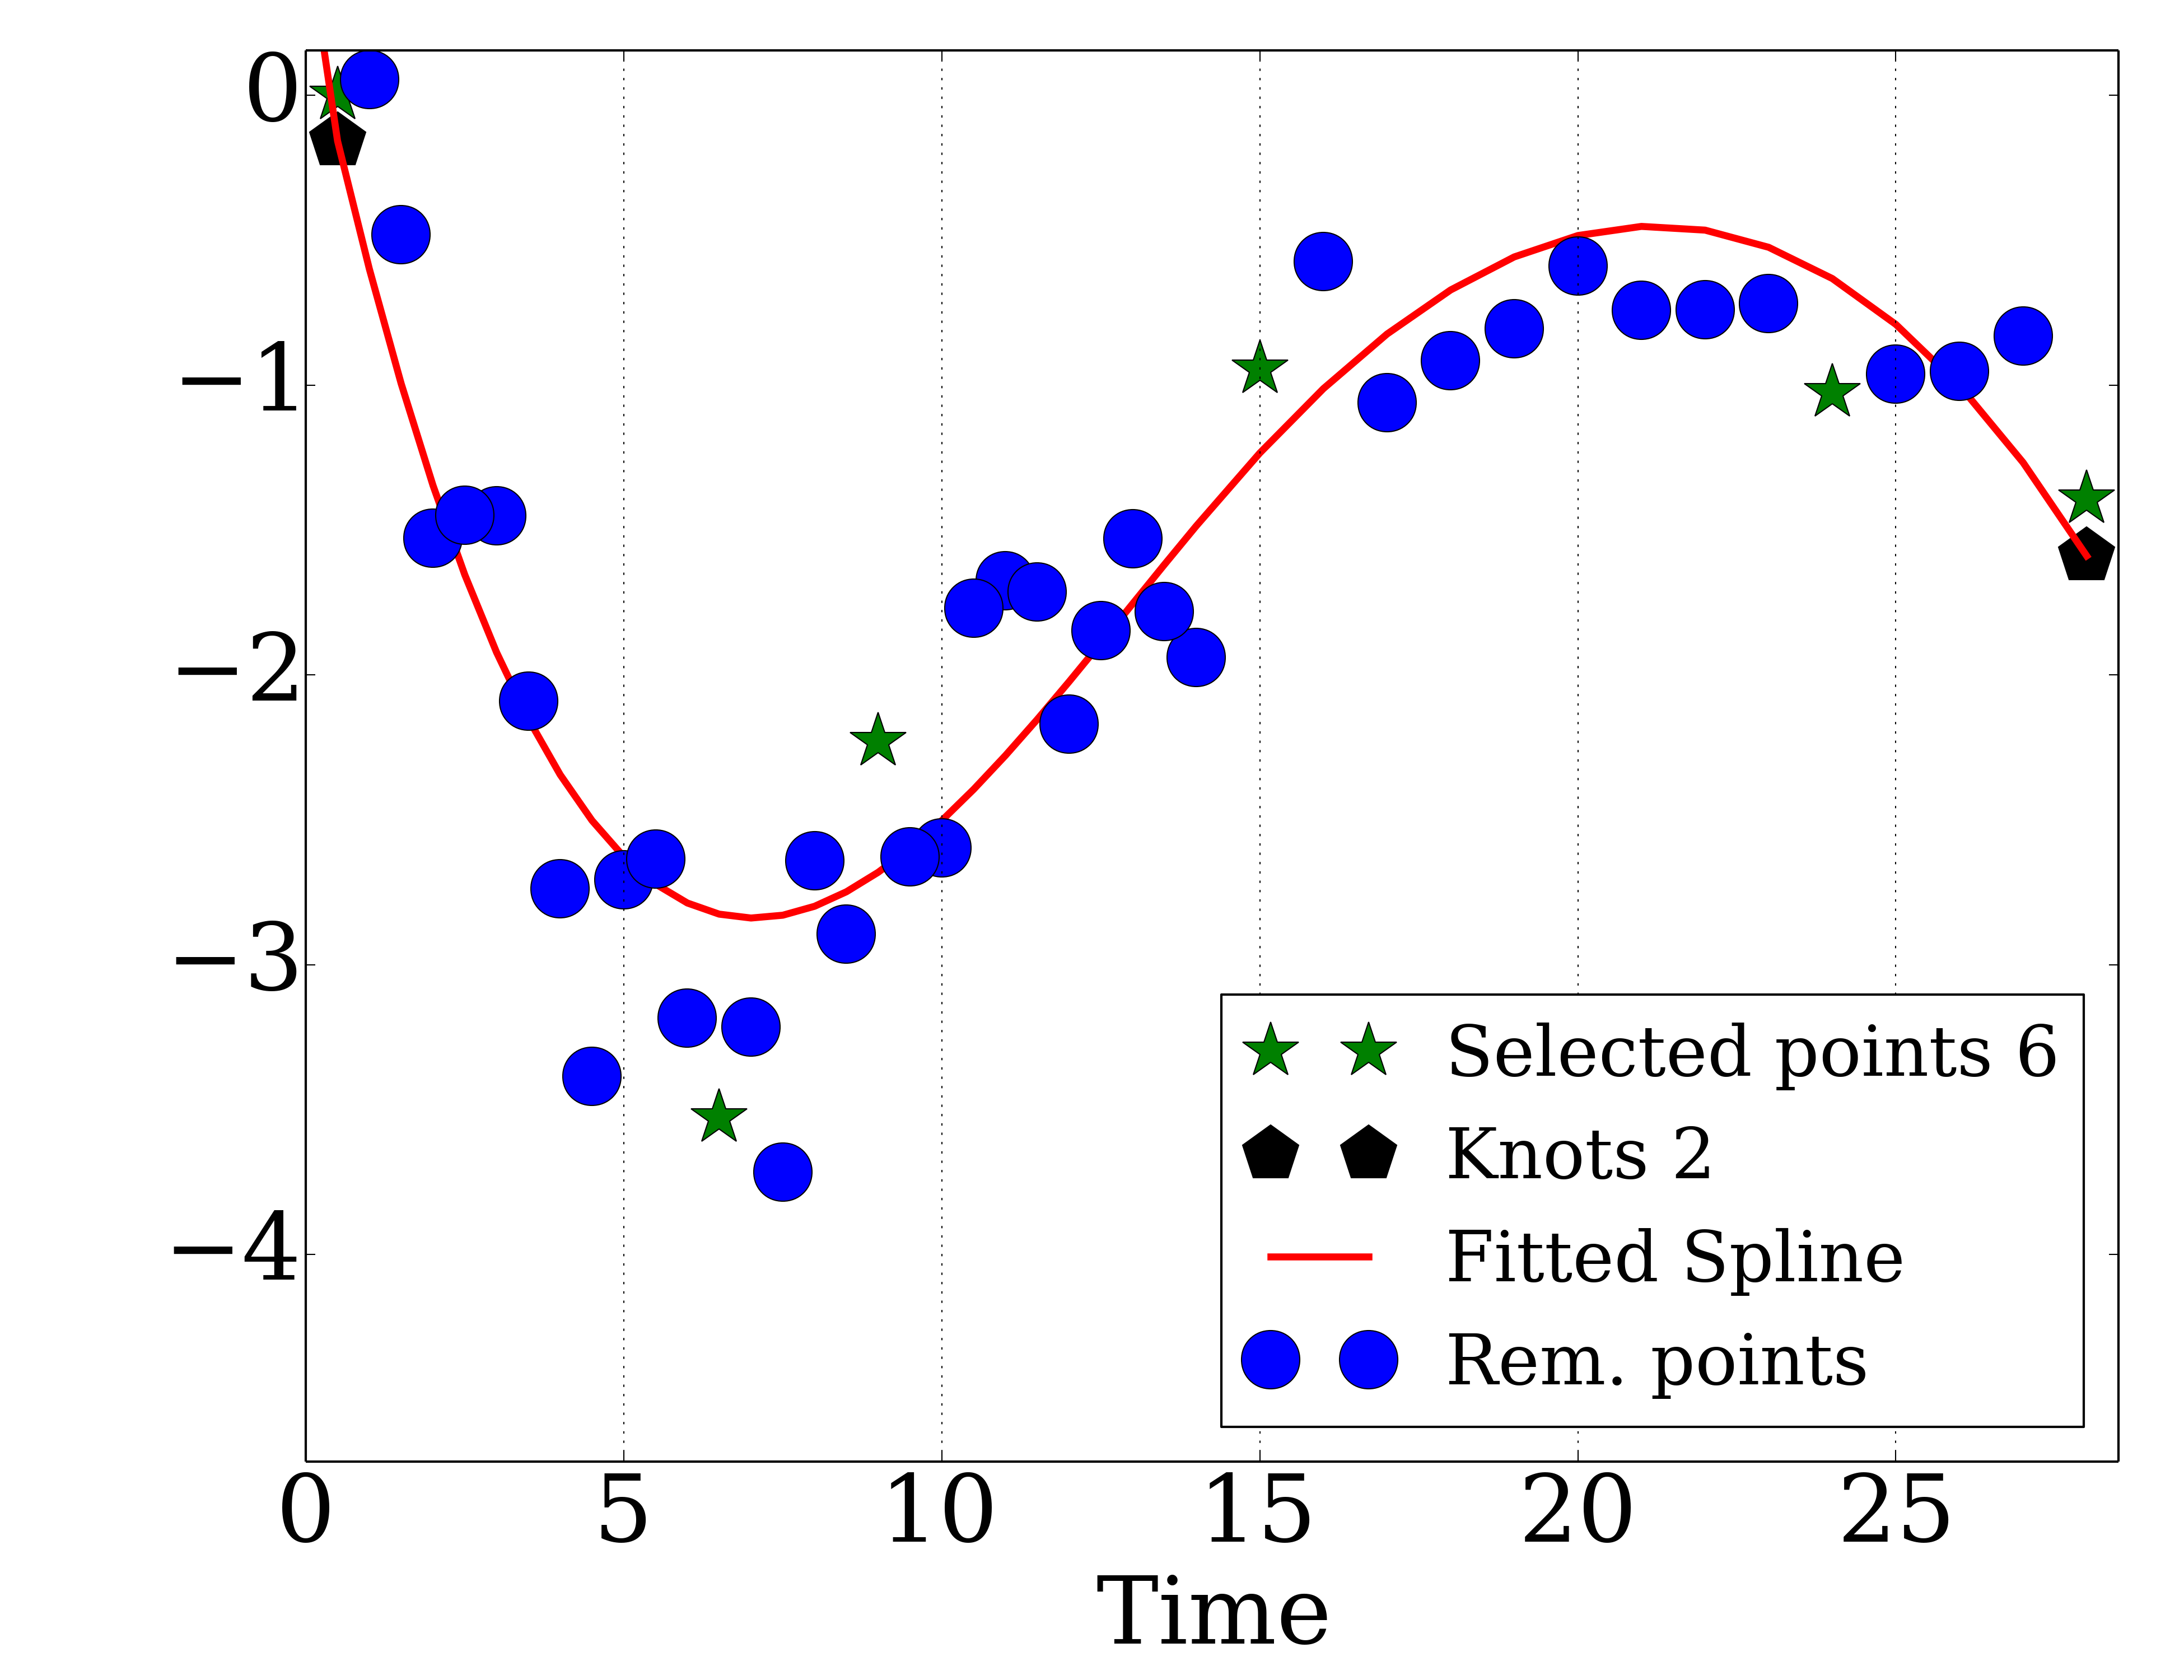 0
−1
−2
−3
−4
Selected points 6
Knots 2
Fitted Spline
Rem. points
0 5 10 15 20 25
Time